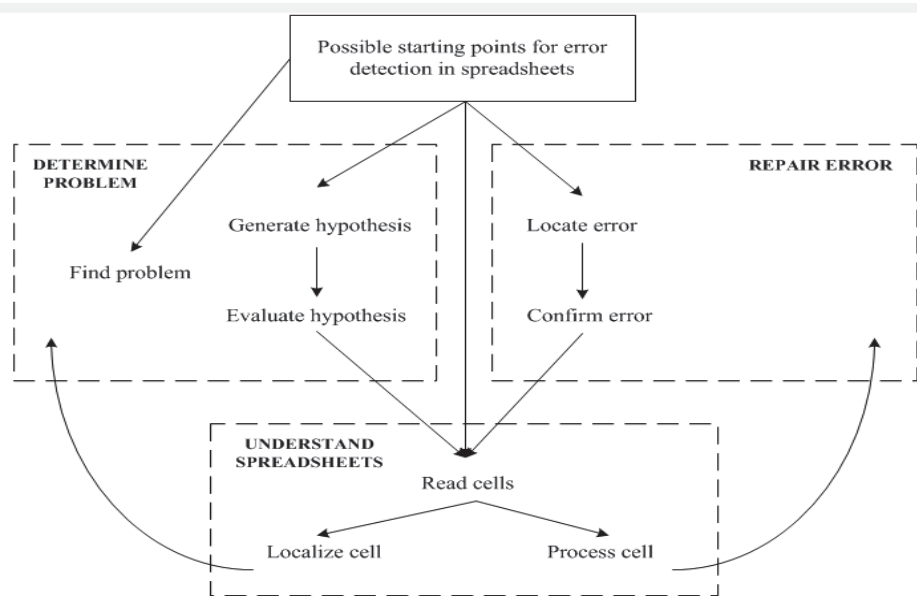 Possible starting points for error
detection in spreadsheets
DETERMINE
PROBLEM
REPAIR ERROR
Generate hypothesis
Locate error
Find problem
Evaluate hypothesis
Confirm error
UNDERSTAND
SPREADSHEETS
Read cells
Localize cell
Process cell